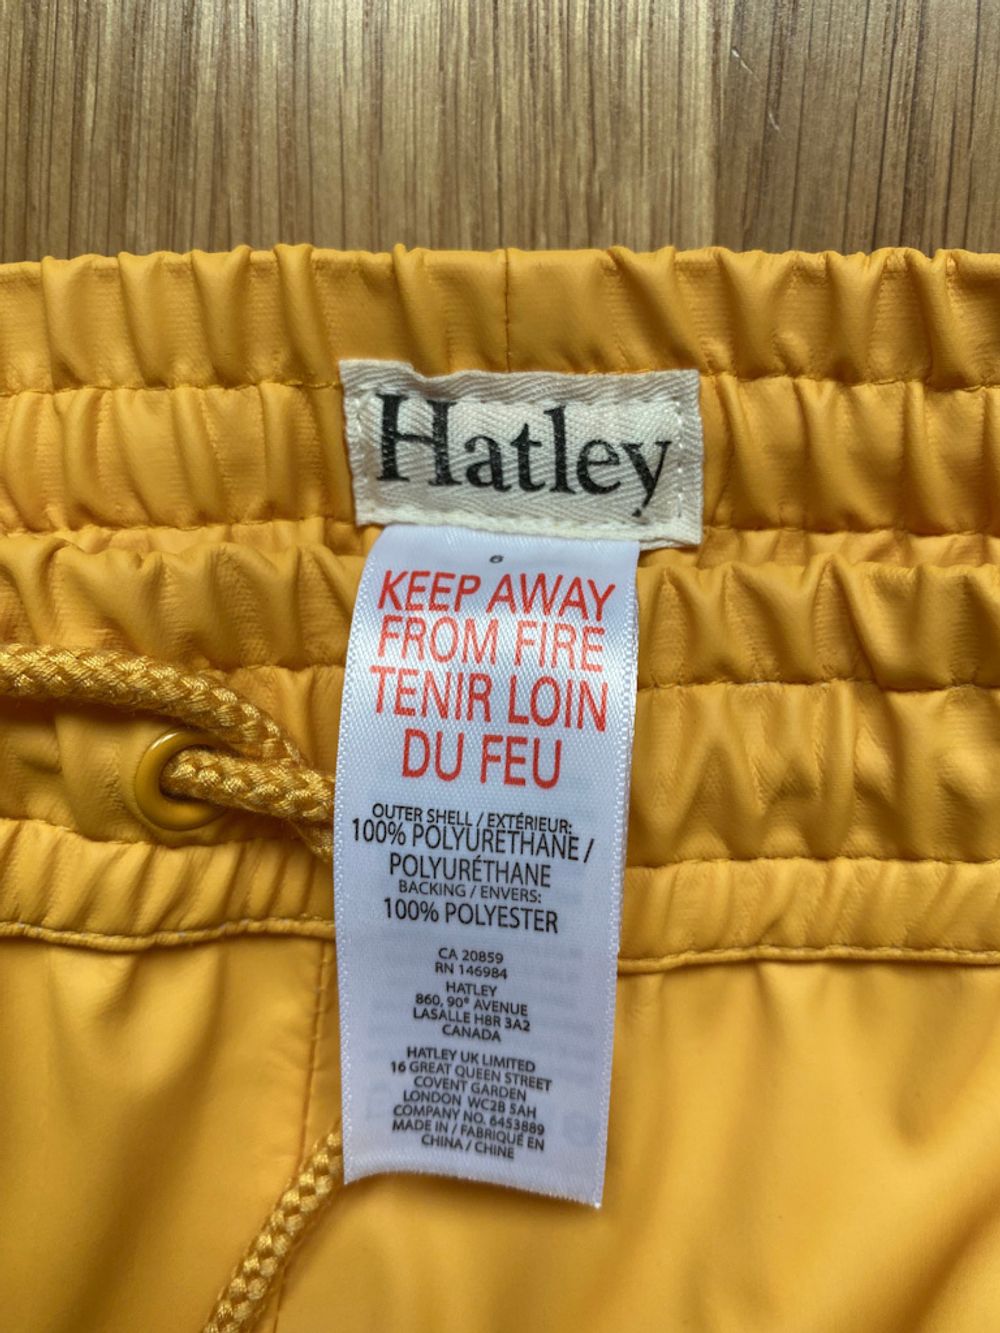 Hatley
6
KEEP AWAY
FROM FIRE
TENIR LOIN
DU FEU
OUTER SHELL / EXTÉRIEUR:
100% POLYURETHANE /
POLYURÉTHANE
BACKING / ENVERS:
100% POLYESTER
CA 20859
RN 146984
HATLEY
860, 90e AVENUE
LASALLE H8R 3A2
CANADA
HATLEY UK LIMITED
16 GREAT QUEEN STREET
COVENT GARDEN
LONDON WC2B 5AH
COMPANY NO. 6453889
MADE IN / FABRIQUÉ EN
CHINA / CHINE